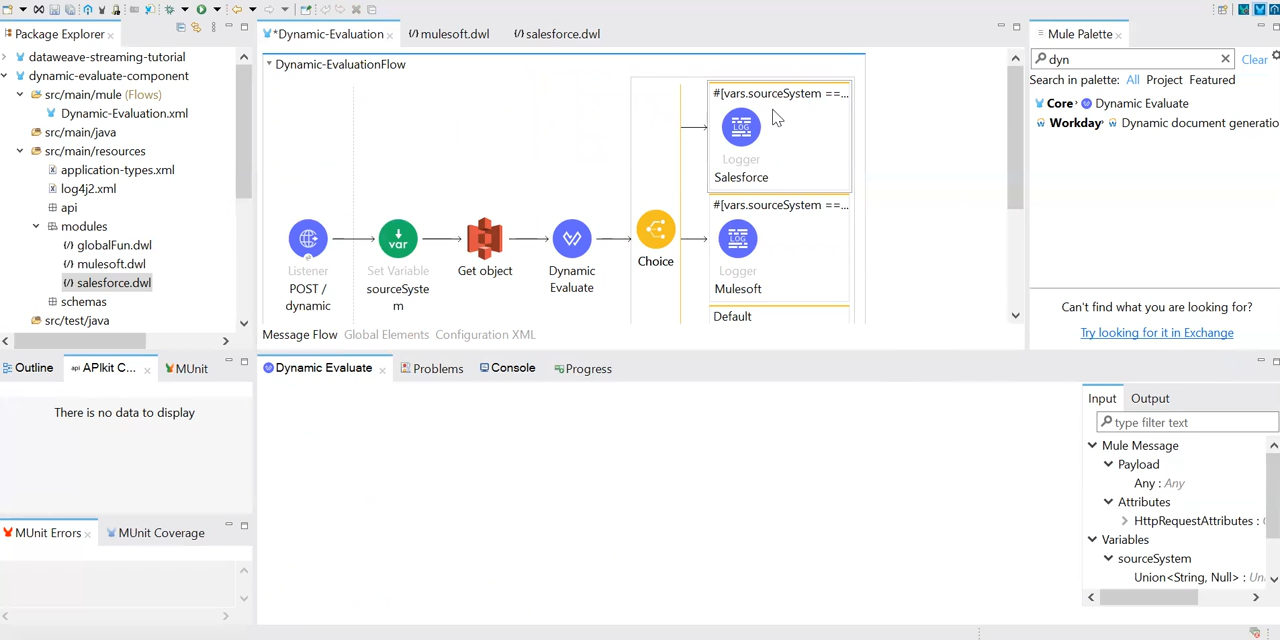 Package Explorer
*Dynamic-Evaluation
mulesoft.dwl
salesforce.dwl
Mule Palette
dataweave-streaming-tutorial
dynamic-evaluate-component
src/main/mule (Flows)
Dynamic-Evaluation.xml
src/main/java
src/main/resources
application-types.xml
log4j2.xml
api
modules
globalFun.dwl
mulesoft.dwl
salesforce.dwl
schemas
src/test/java
Dynamic-EvaluationFlow
#[vars.sourceSystem ==...
LOG
Logger
Salesforce
#[vars.sourceSystem ==...
LOG
Logger
Mulesoft
Default
Listener
POST /
dynamic
var
Set Variable
sourceSyste
m
Get object
Dynamic
Evaluate
Choice
Message Flow
Global Elements
Configuration XML
dyn
Clear
Search in palette: All Project Featured
Core Dynamic Evaluate
Workday Dynamic document generatio
Can't find what you are looking for?
Try looking for it in Exchange
Outline
api APIkit C...
MUnit
There is no data to display
MUnit Errors
MUnit Coverage
Dynamic Evaluate
Problems
Console
Progress
Input
Output
type filter text
Mule Message
Payload
Any : Any
Attributes
HttpRequestAttributes :
Variables
sourceSystem
Union<String, Null> : Un